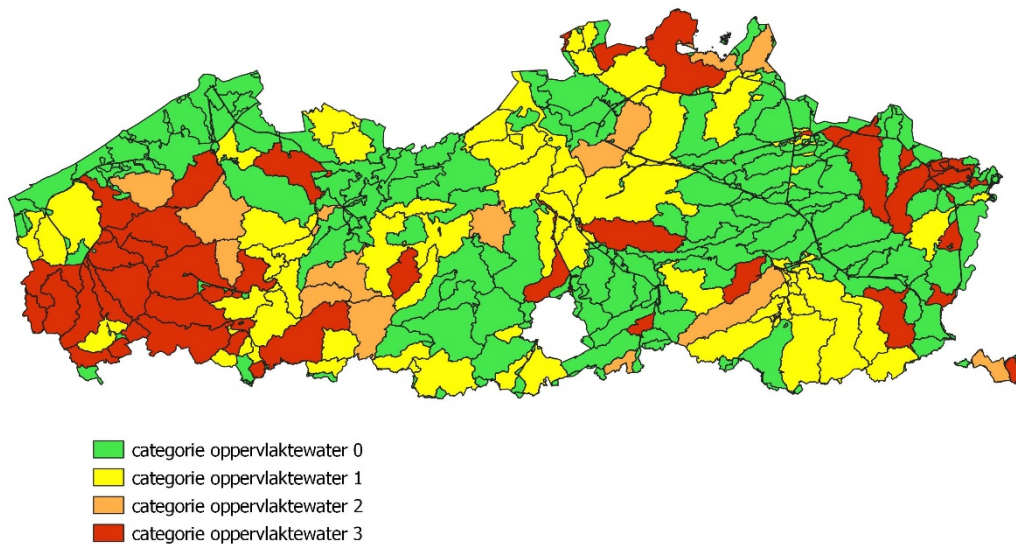 categorie oppervlaktewater 0
categorie oppervlaktewater 1
categorie oppervlaktewater 2
categorie oppervlaktewater 3